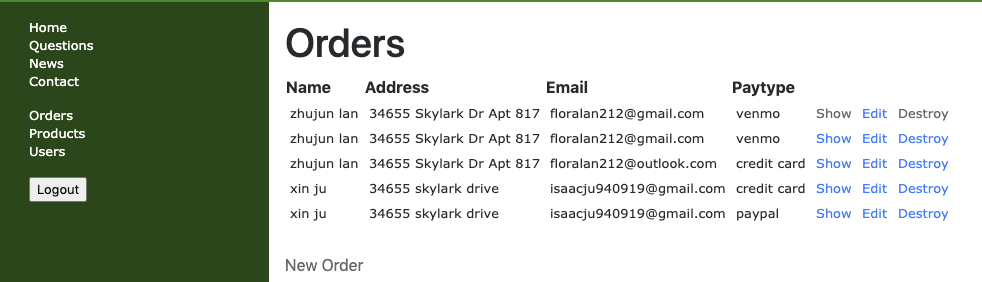 Home
Questions
News
Contact
Orders
Products
Users
Logout
Orders
Name Address Email Paytype
zhujun lan 34655 Skylark Dr Apt 817 floralan212@gmail.com venmo Show Edit Destroy
zhujun lan 34655 Skylark Dr Apt 817 floralan212@gmail.com venmo Show Edit Destroy
zhujun lan 34655 Skylark Dr Apt 817 floralan212@outlook.com credit card Show Edit Destroy
xin ju 34655 skylark drive isaacju940919@gmail.com credit card Show Edit Destroy
xin ju 34655 skylark drive isaacju940919@gmail.com paypal Show Edit Destroy
New Order